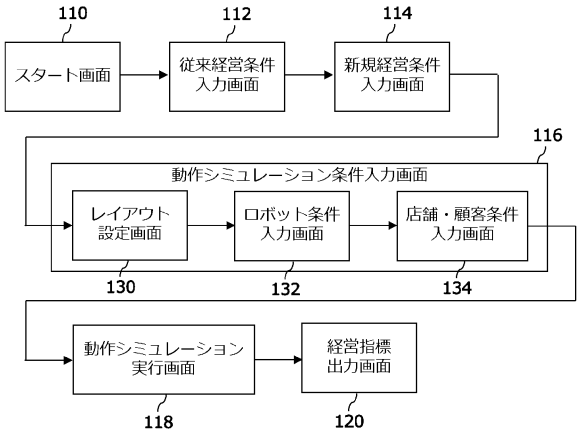 110
112
114
スタート画面
従来経営条件
入力画面
新規経営条件
入力画面
116
動作シミュレーション条件入力画面
レイアウト
設定画面
ロボット条件
入力画面
店舗・顧客条件
入力画面
130
132
134
動作シミュレーション
実行画面
経営指標
出力画面
118
120